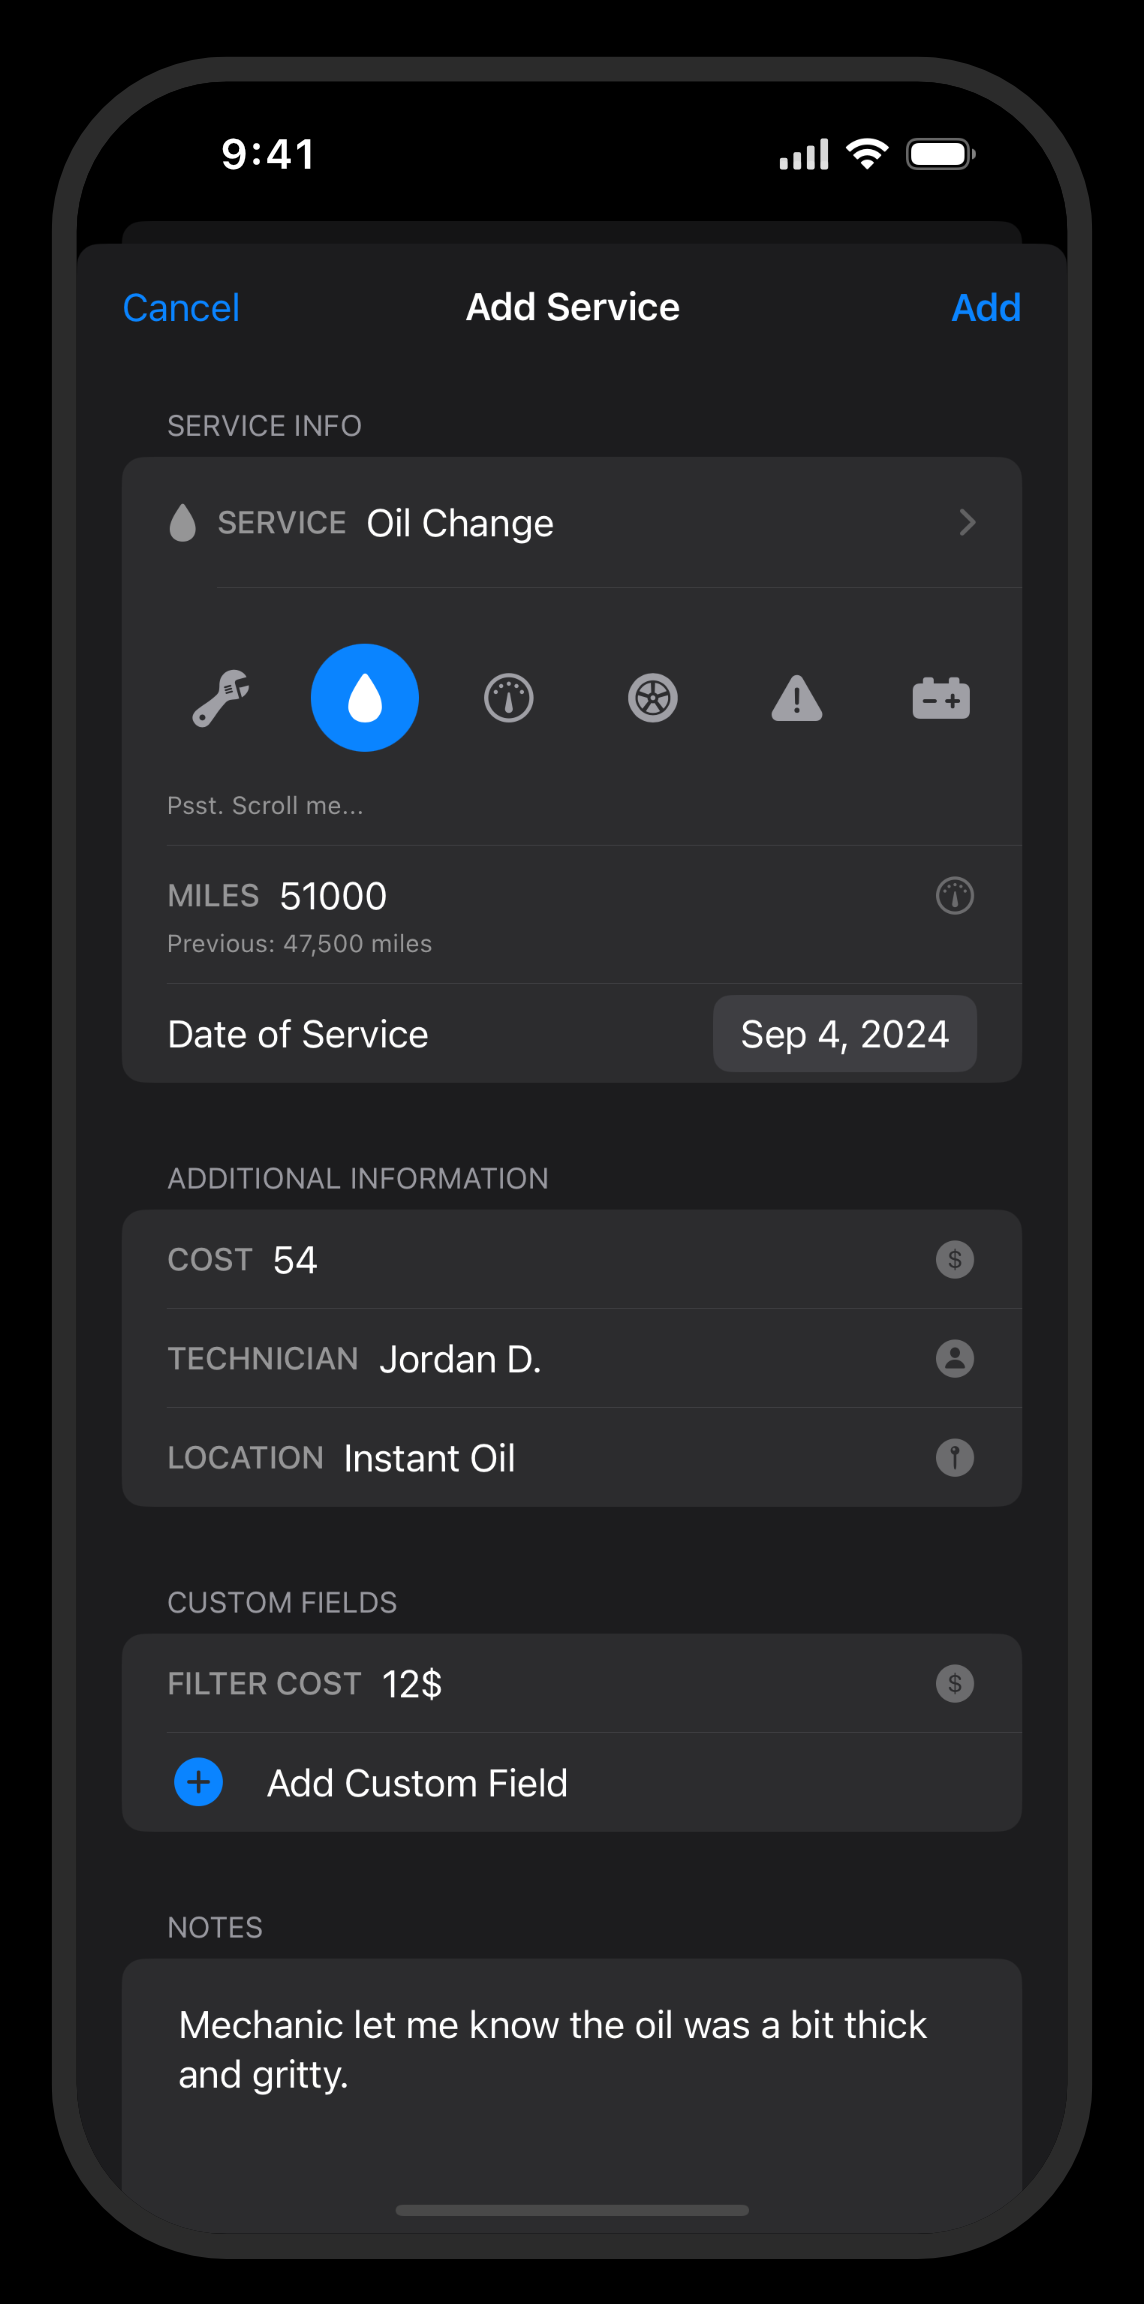 9:41
Cancel Add Service Add
SERVICE INFO
SERVICE Oil Change
Psst. Scroll me...
MILES 51000
Previous: 47,500 miles
Date of Service Sep 4, 2024
ADDITIONAL INFORMATION
COST 54 $
TECHNICIAN Jordan D.
LOCATION Instant Oil
CUSTOM FIELDS
FILTER COST 12$ $
Add Custom Field
NOTES
Mechanic let me know the oil was a bit thick
and gritty.